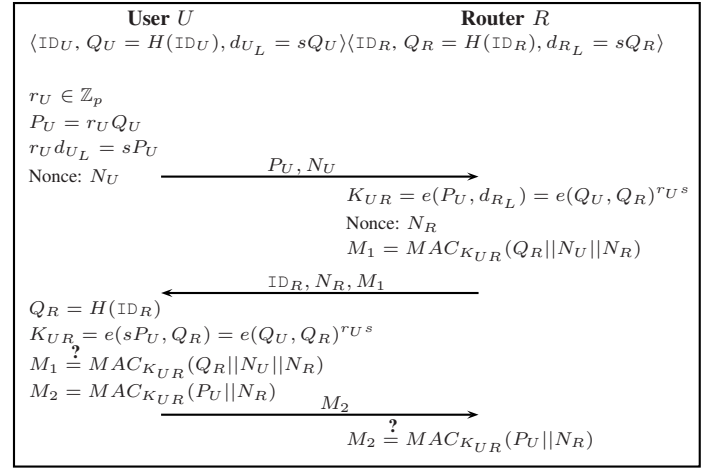 User U Router R
⟨ID_U, Q_U = H(ID_U), d_{U_L} = sQ_U⟩⟨ID_R, Q_R = H(ID_R), d_{R_L} = sQ_R⟩
r_U ∈ ℤ_p
P_U = r_U Q_U
r_U d_{U_L} = sP_U
Nonce: N_U
P_U, N_U
K_{UR} = e(P_U, d_{R_L}) = e(Q_U, Q_R)^{r_U s}
Nonce: N_R
M_1 = MAC_{K_{UR}}(Q_R||N_U||N_R)
ID_R, N_R, M_1
Q_R = H(ID_R)
K_{UR} = e(sP_U, Q_R) = e(Q_U, Q_R)^{r_U s}
M_1 ≟ MAC_{K_{UR}}(Q_R||N_U||N_R)
M_2 = MAC_{K_{UR}}(P_U||N_R)
M_2
M_2 ≟ MAC_{K_{UR}}(P_U||N_R)